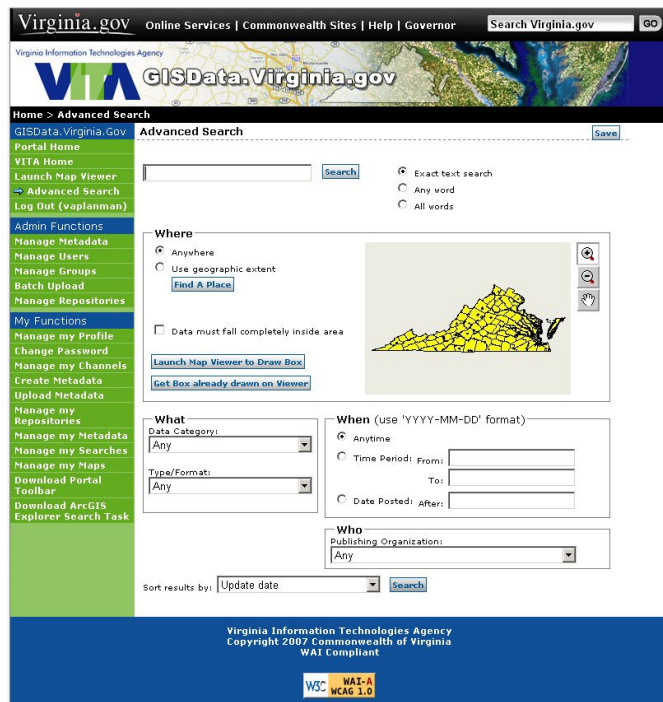 Virginia.gov Online Services | Commonwealth Sites | Help | Governor Search Virginia.gov GO
Virginia Information Technologies Agency
VITA GISData.Virginia.gov
Home > Advanced Search
GISData.Virginia.Gov
Portal Home
VITA Home
Launch Map Viewer
Advanced Search
Log Out (vaplanman)
Admin Functions
Manage Metadata
Manage Users
Manage Groups
Batch Upload
Manage Repositories
My Functions
Manage my Profile
Change Password
Manage my Channels
Create Metadata
Upload Metadata
Manage my
Repositories
Manage my Metadata
Manage my Searches
Manage my Maps
Download Portal
Toolbar
Download ArcGIS
Explorer Search Task
Advanced Search Save
Search
Exact text search
Any word
All words
Where
Anywhere
Use geographic extent
Find A Place
Data must fall completely inside area
Launch Map Viewer to Draw Box
Get Box already drawn on Viewer
What
Data Category:
Any
Type/Format:
Any
When (use 'YYYY-MM-DD' format)
Anytime
Time Period: From:
To:
Date Posted: After:
Who
Publishing Organization:
Any
Sort results by: Update date Search
Virginia Information Technologies Agency
Copyright 2007 Commonwealth of Virginia
WAI Compliant
W3C WAI-A
WCAG 1.0